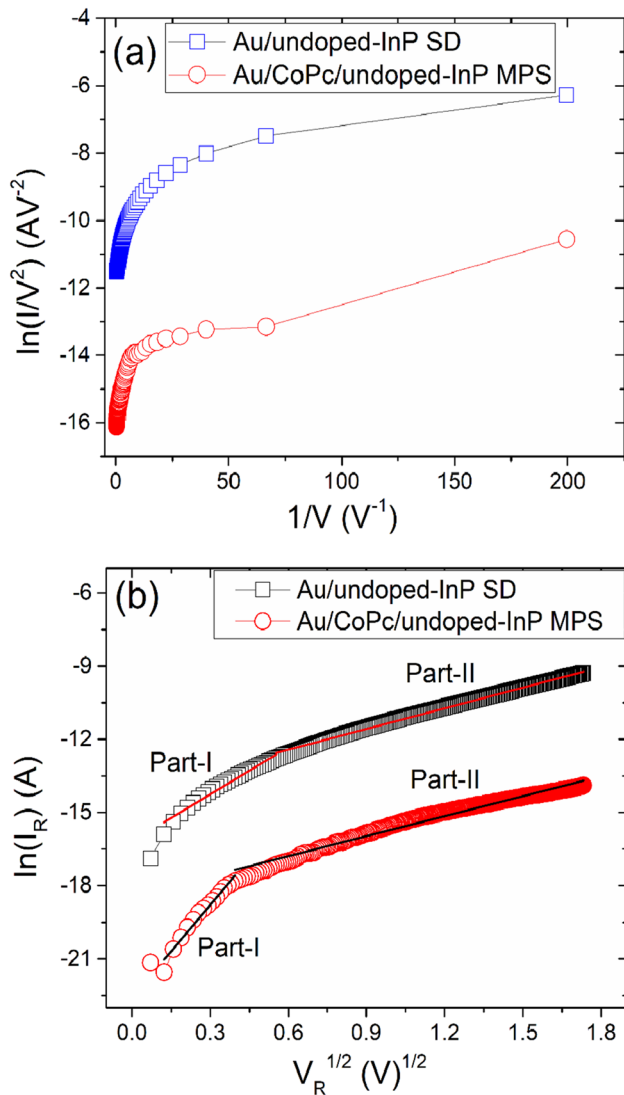 (a)
Au/undoped-InP SD
Au/CoPc/undoped-InP MPS
-4
-6
-8
-10
-12
-14
-16
ln(I/V²) (AV⁻²)
0 50 100 150 200
1/V (V⁻¹)
(b)
Au/undoped-InP SD
Au/CoPc/undoped-InP MPS
-6
-9
-12
-15
-18
-21
ln(I_R) (A)
Part-II
Part-I
Part-II
Part-I
0.0 0.3 0.6 0.9 1.2 1.5 1.8
V_R^1/2 (V)^1/2